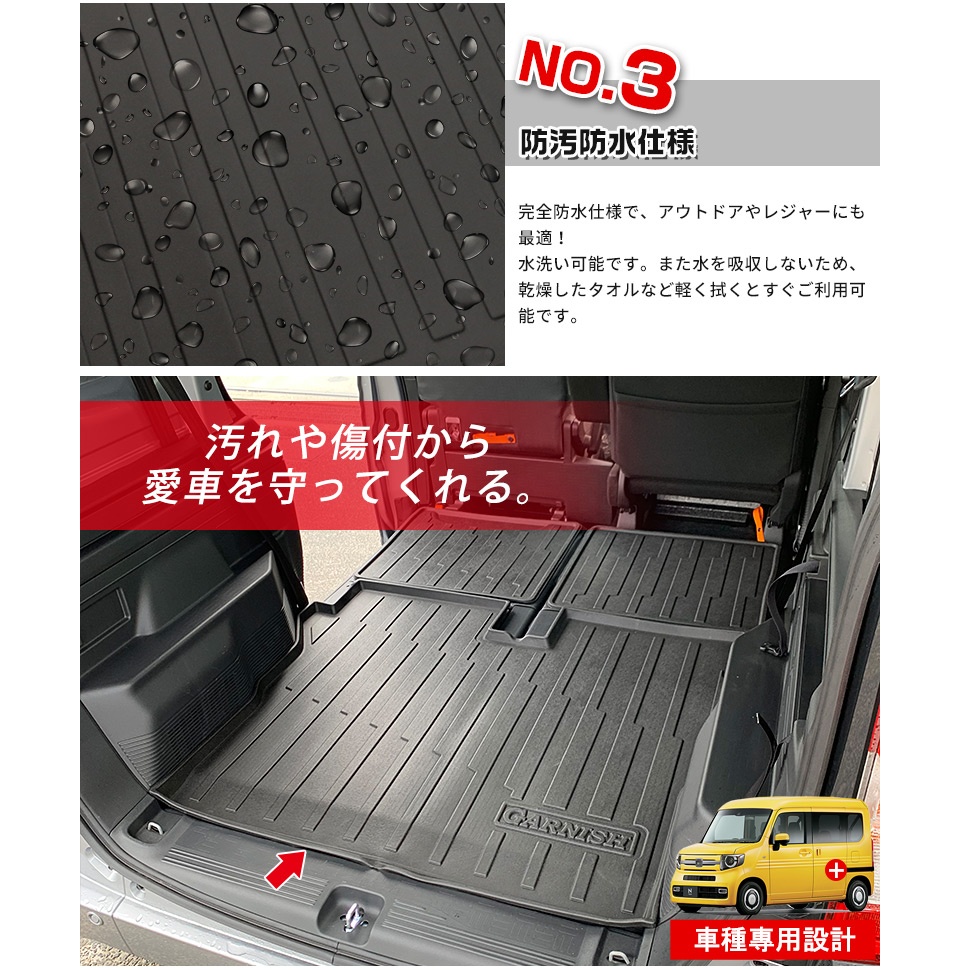 NO.3
防汚防水仕様
完全防水仕様で、アウトドアやレジャーにも
最適！
水洗い可能です。また水を吸収しないため、
乾燥したタオルなど軽く拭くとすぐご利用可
能です。
汚れや傷付から
愛車を守ってくれる。
GARNISH
N
車種専用設計